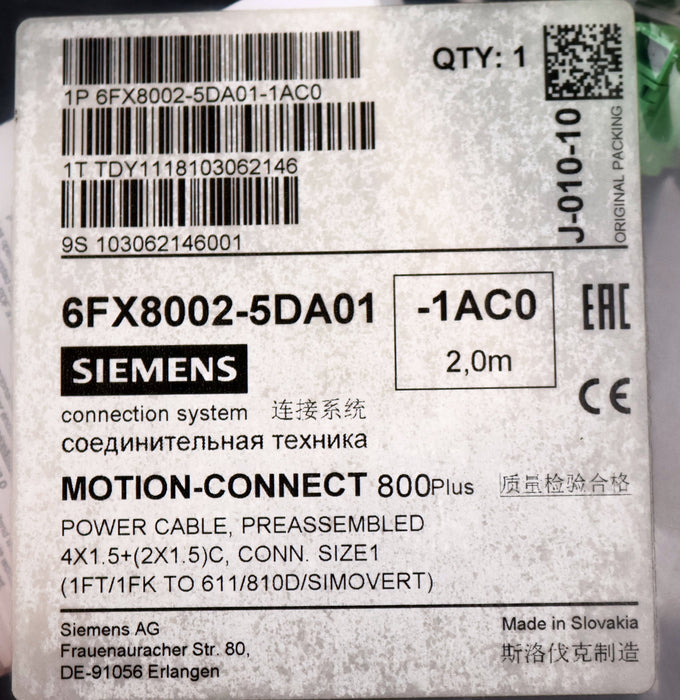 QTY: 1
1P 6FX8002-5DA01-1AC0
1T TDY1118103062146
9S 103062146001
J-010-10
ORIGINAL PACKING
6FX8002-5DA01 -1AC0
2,0m
EAC
SIEMENS
CE
connection system 连接系统
соединительная техника
MOTION-CONNECT 800Plus 质量检验合格
POWER CABLE, PREASSEMBLED
4X1.5+(2X1.5)C, CONN. SIZE1
(1FT/1FK TO 611/810D/SIMOVERT)
Siemens AG
Frauenauracher Str. 80,
DE-91056 Erlangen
Made in Slovakia
斯洛伐克制造